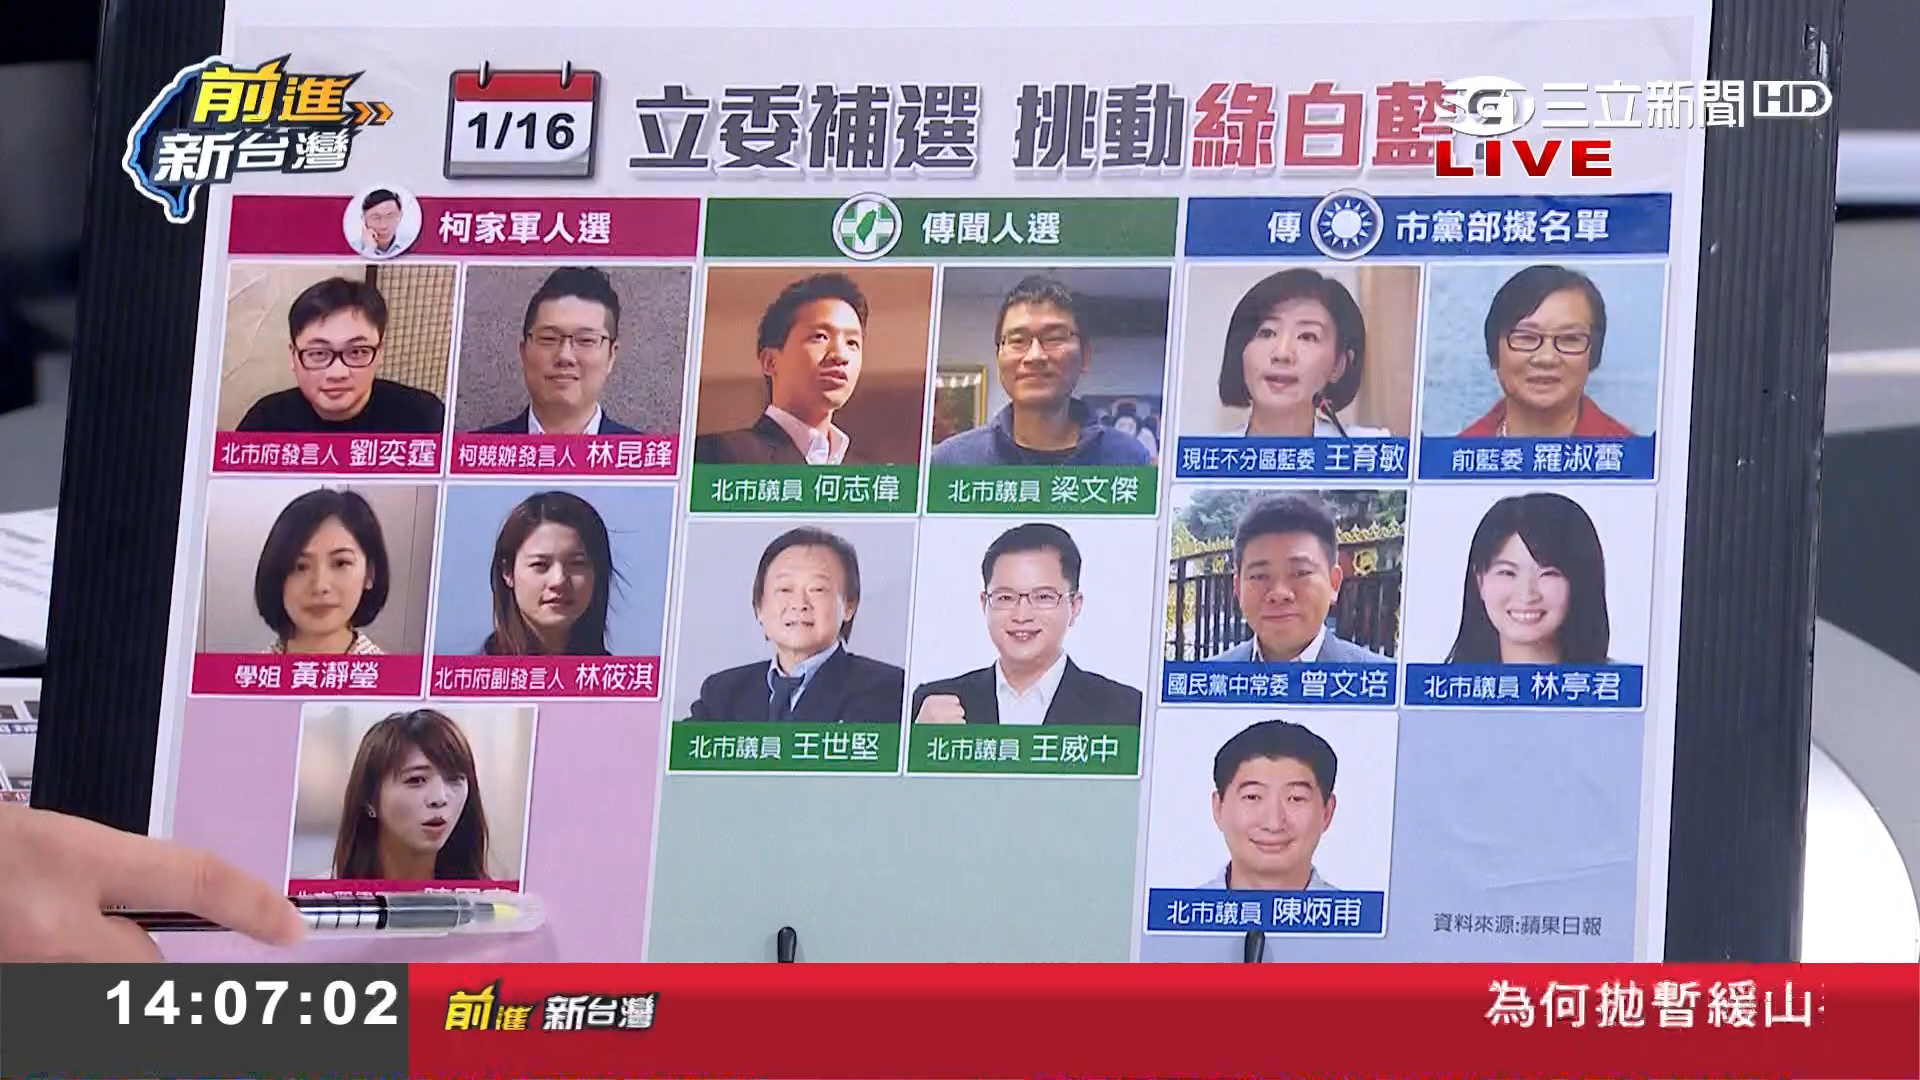 前進
新台灣
1/16
立委補選 挑動綠白藍
三立新聞HD
LIVE
柯家軍人選
傳聞人選
傳 市黨部擬名單
北市府發言人 劉奕霆
柯競辦發言人 林昆鋒
北市議員 何志偉
北市議員 梁文傑
現任不分區藍委 王育敏
前藍委 羅淑蕾
學姐 黃瀞瑩
北市府副發言人 林筱淇
北市議員 王世堅
北市議員 王威中
國民黨中常委 曾文培
北市議員 林亭君
北市議員 陳炳甫
資料來源:蘋果日報
14:07:02
前進 新台灣
為何拋暫緩山